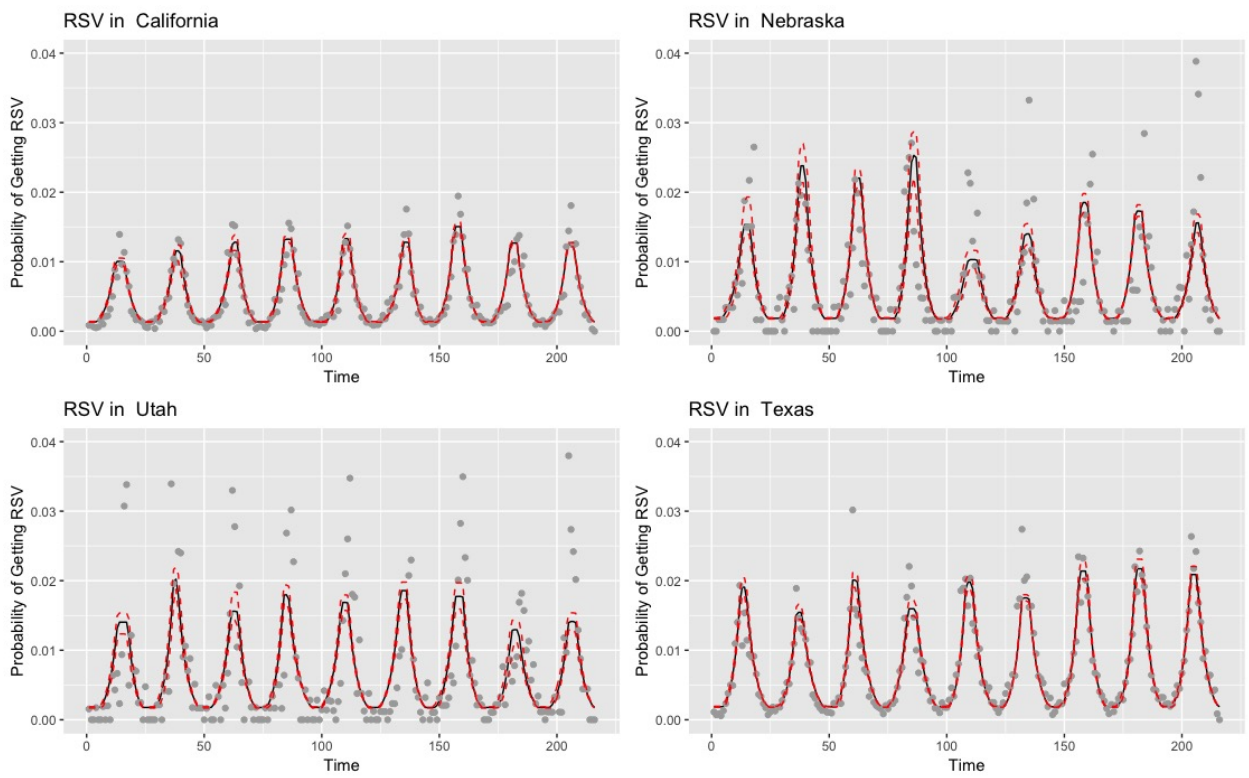 RSV in  California
Probability of Getting RSV
0.04
0.03
0.02
0.01
0.00
0 50 100 150 200
Time
RSV in  Nebraska
Probability of Getting RSV
0.04
0.03
0.02
0.01
0.00
0 50 100 150 200
Time
RSV in  Utah
Probability of Getting RSV
0.04
0.03
0.02
0.01
0.00
0 50 100 150 200
Time
RSV in  Texas
Probability of Getting RSV
0.04
0.03
0.02
0.01
0.00
0 50 100 150 200
Time